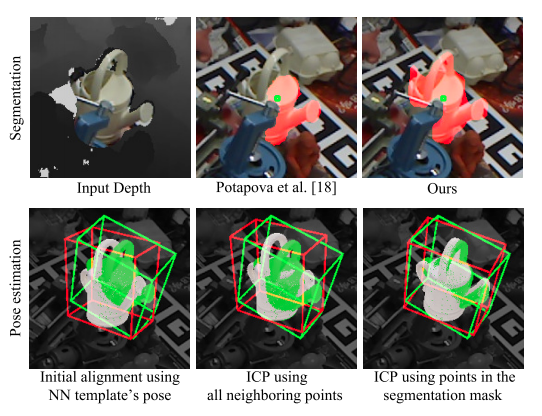 Segmentation
Input Depth
Potapova et al. [18]
Ours
Pose estimation
Initial alignment using
NN template's pose
ICP using
all neighboring points
ICP using points in the
segmentation mask